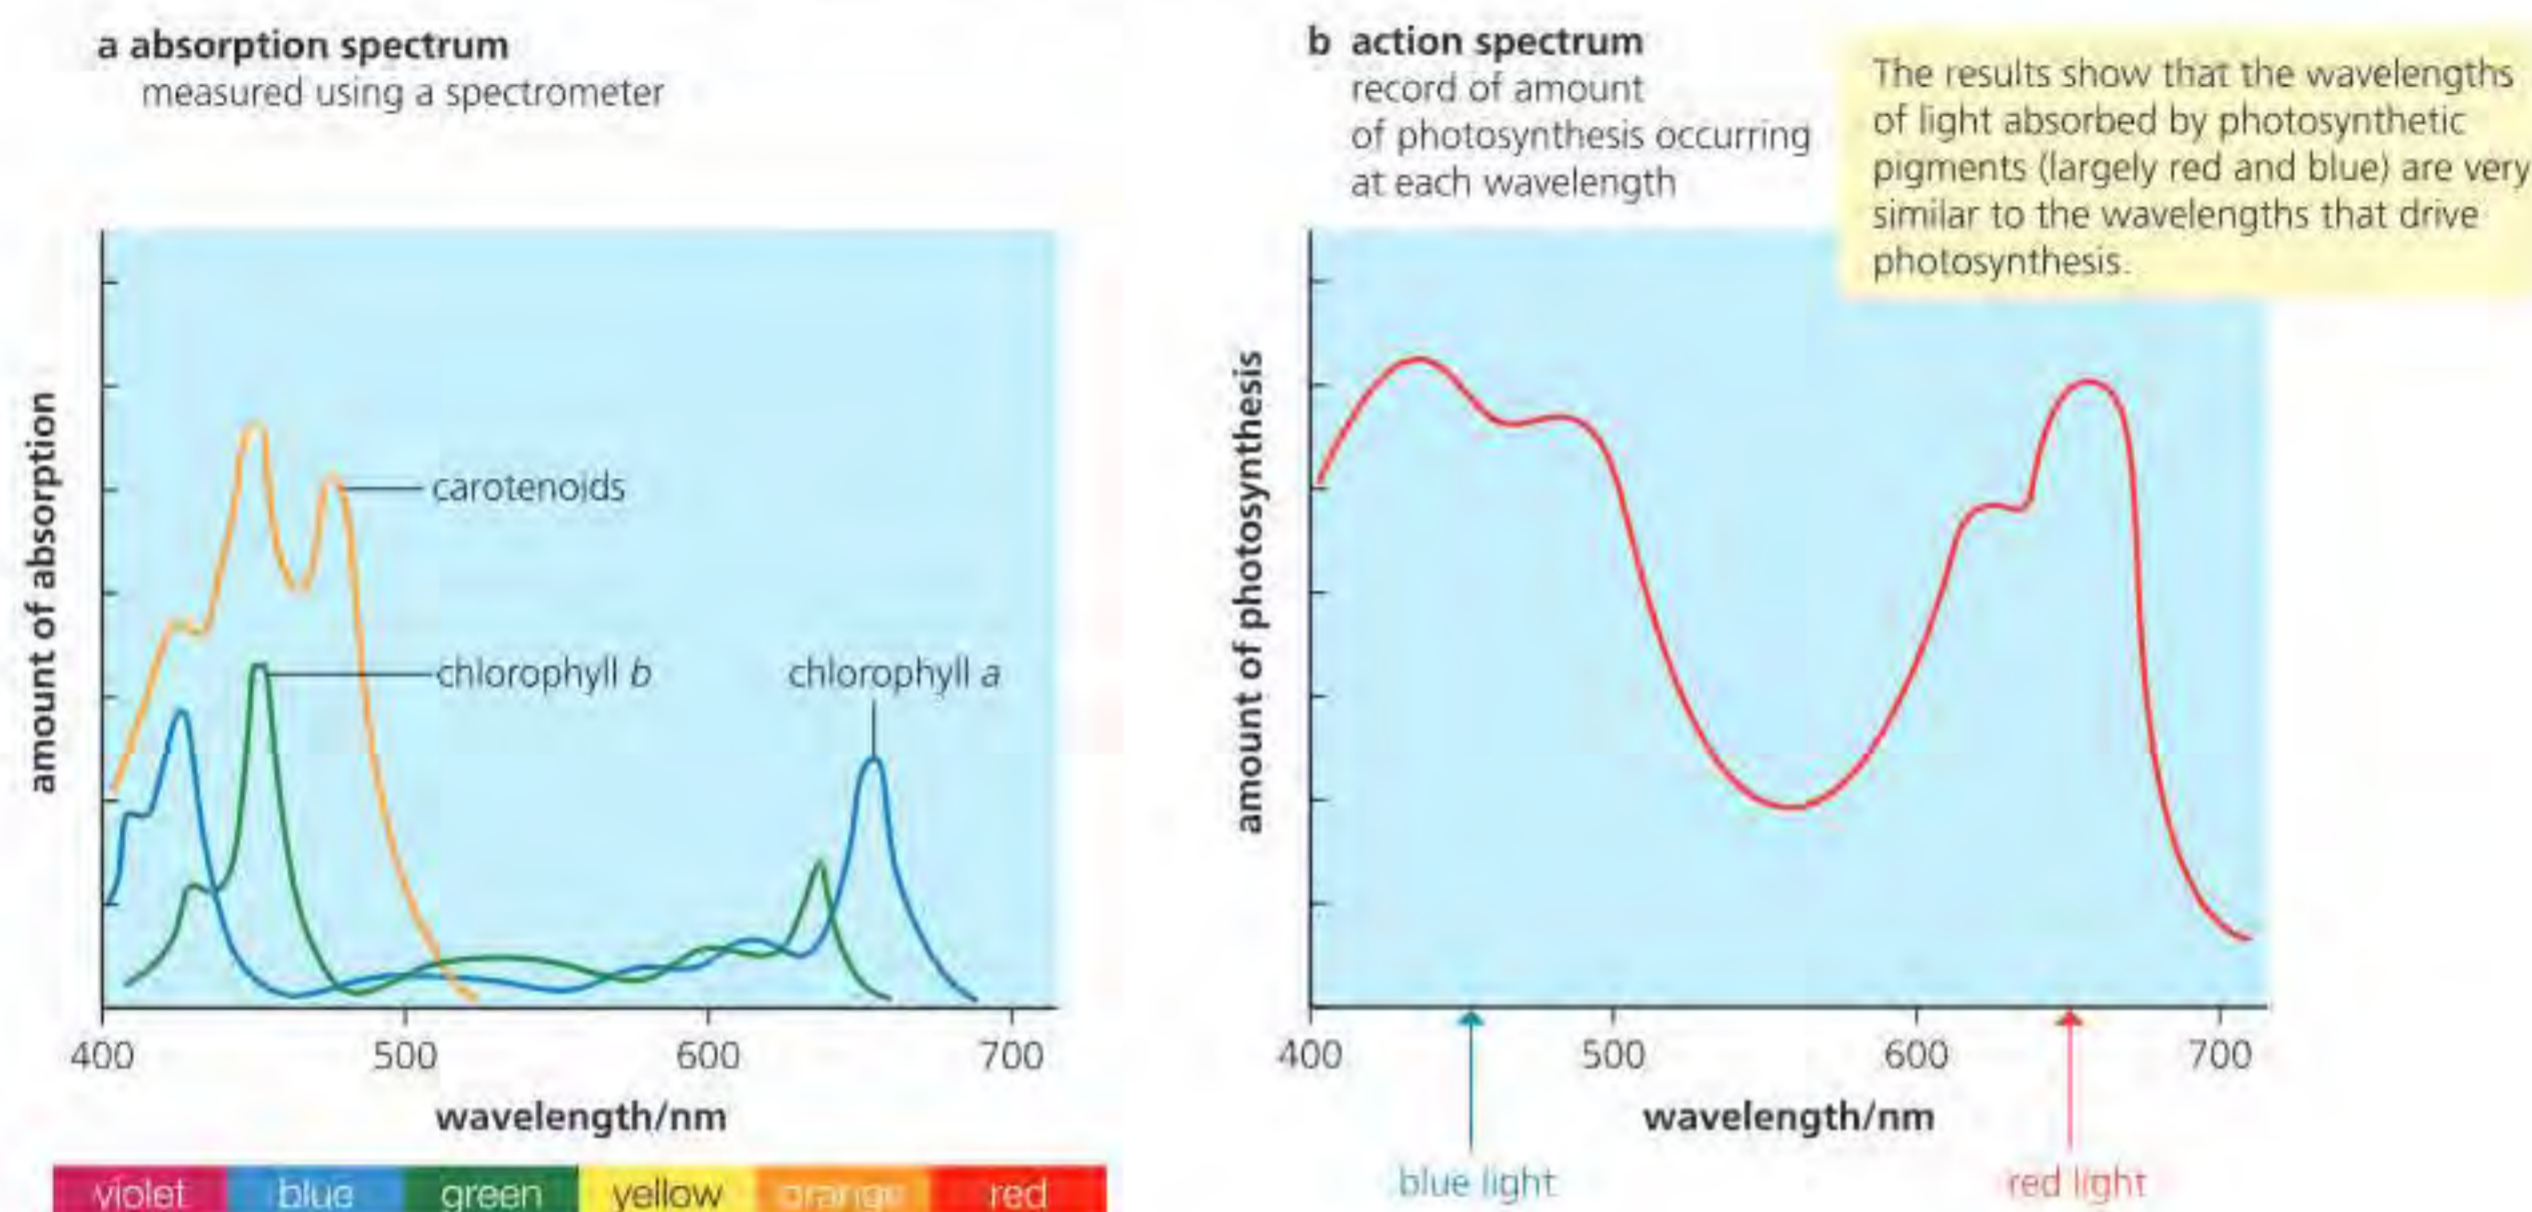 a absorption spectrum
measured using a spectrometer
amount of absorption
carotenoids
chlorophyll b
chlorophyll a
400
500
600
700
wavelength/nm
violet
blue
green
yellow
orange
red
b action spectrum
record of amount
of photosynthesis occurring
at each wavelength
The results show that the wavelengths
of light absorbed by photosynthetic
pigments (largely red and blue) are very
similar to the wavelengths that drive
photosynthesis.
amount of photosynthesis
400
500
600
700
wavelength/nm
blue light
red light